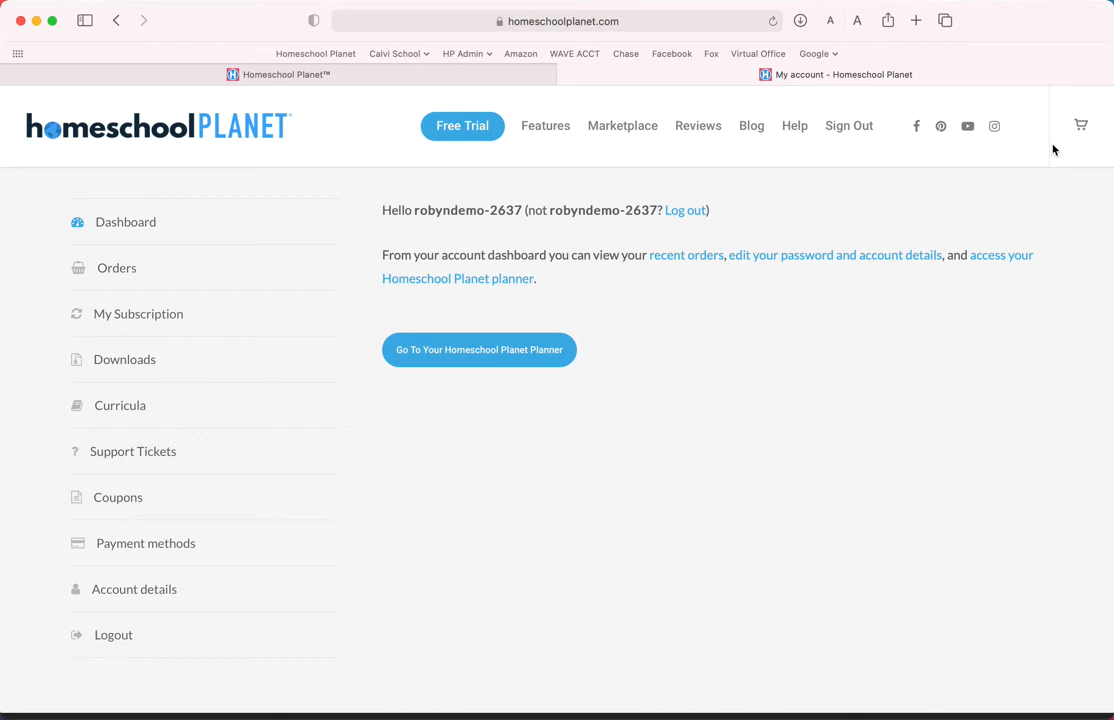 homeschoolplanet.com
A A
Homeschool Planet Calvi School HP Admin Amazon WAVE ACCT Chase Facebook Fox Virtual Office Google
Homeschool Planet™ My account - Homeschool Planet
homeschoolPLANET Free Trial Features Marketplace Reviews Blog Help Sign Out
Dashboard
Orders
My Subscription
Downloads
Curricula
Support Tickets
Coupons
Payment methods
Account details
Logout
Hello robyndemo-2637 (not robyndemo-2637? Log out)
From your account dashboard you can view your recent orders, edit your password and account details, and access your
Homeschool Planet planner.
Go To Your Homeschool Planet Planner